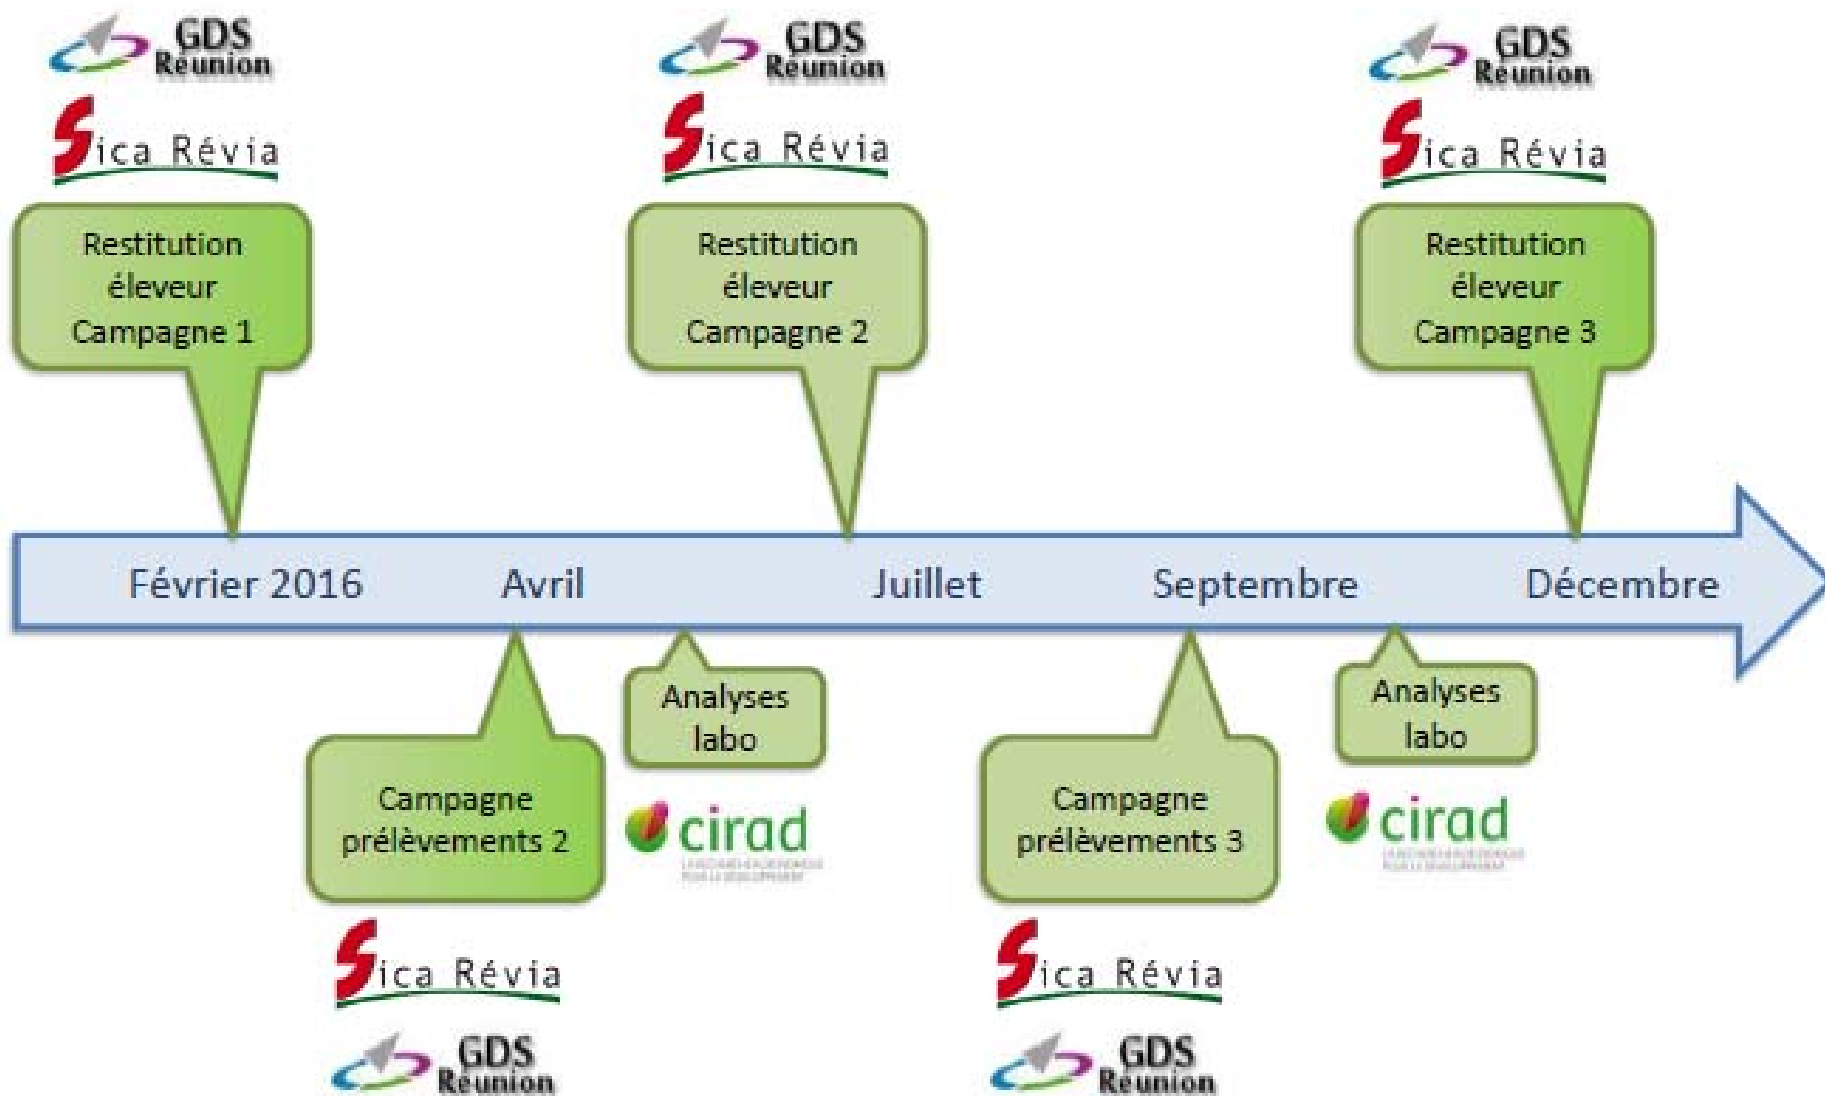 GDS
Réunion
Sica Révia
GDS
Réunion
Sica Révia
GDS
Réunion
Sica Révia
Restitution
éleveur
Campagne 1
Restitution
éleveur
Campagne 2
Restitution
éleveur
Campagne 3
Février 2016
Avril
Juillet
Septembre
Décembre
Campagne
prélèvements 2
Analyses
labo
cirad
Campagne
prélèvements 3
Analyses
labo
cirad
Sica Révia
GDS
Réunion
Sica Révia
GDS
Réunion